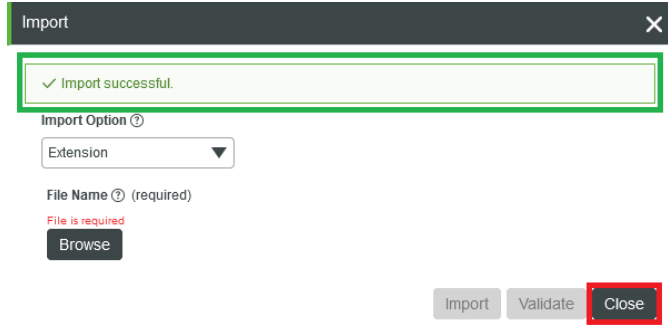 Import
Import successful.
Import Option
Extension
File Name (required)
File is required
Browse
Import Validate Close